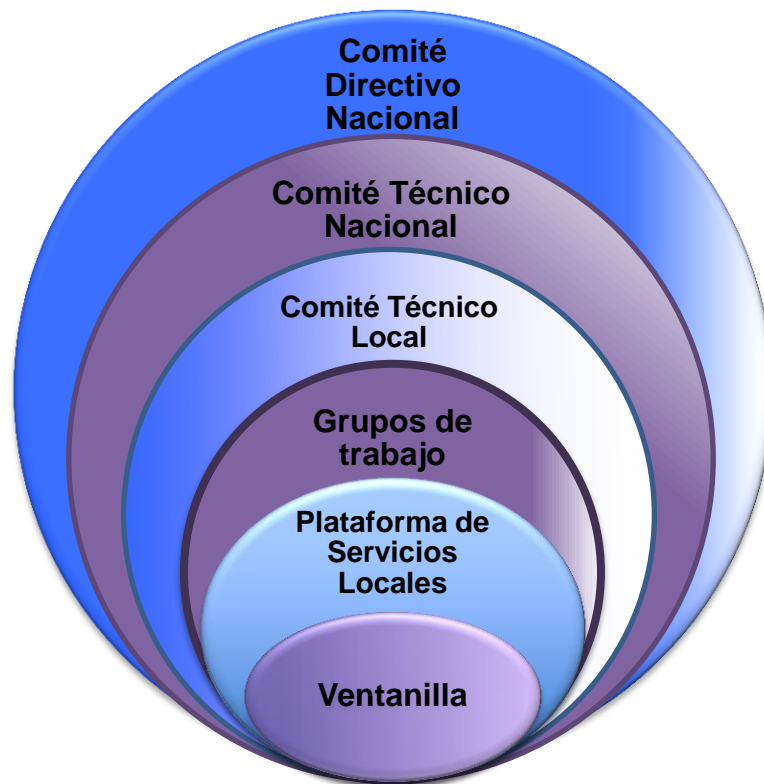 Comité
Directivo
Nacional
Comité Técnico
Nacional
Comité Técnico
Local
Grupos de
trabajo
Plataforma de
Servicios
Locales
Ventanilla